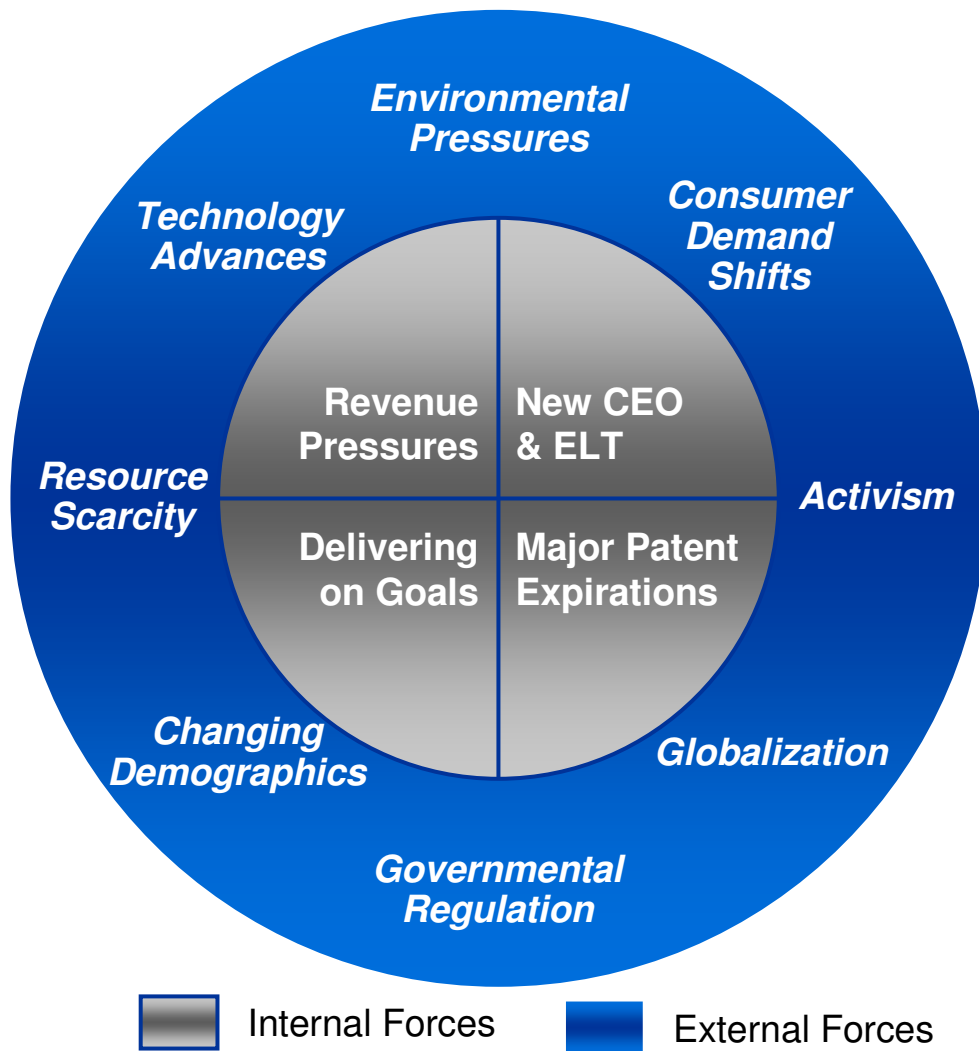 Environmental
Pressures
Consumer
Demand
Shifts
Technology
Advances
Revenue
Pressures
New CEO
& ELT
Resource
Scarcity
Activism
Delivering
on Goals
Major Patent
Expirations
Changing
Demographics
Globalization
Governmental
Regulation
Internal Forces
External Forces